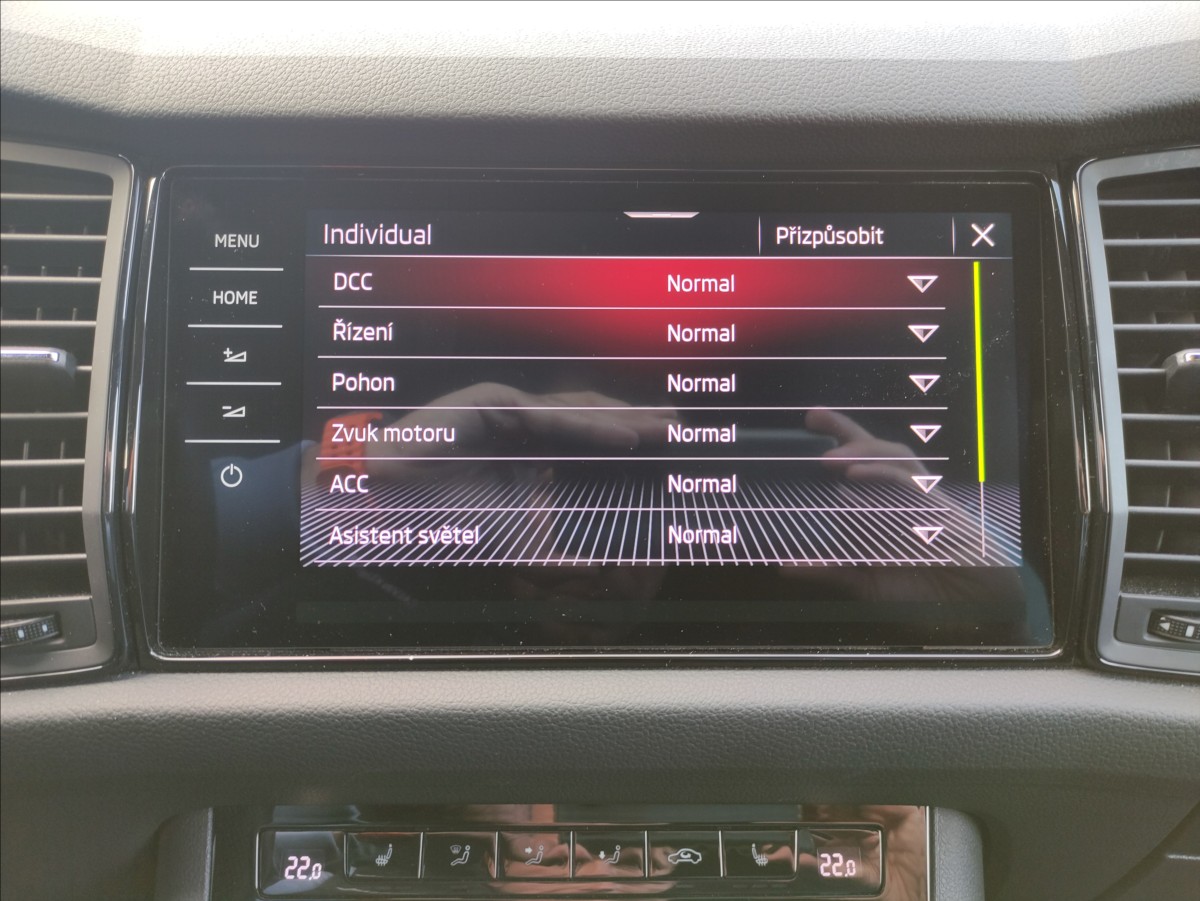 MENU
HOME
Individual Přizpůsobit
DCC Normal
Řízení Normal
Pohon Normal
Zvuk motoru Normal
ACC Normal
Asistent světel Normal
22.0 22.0